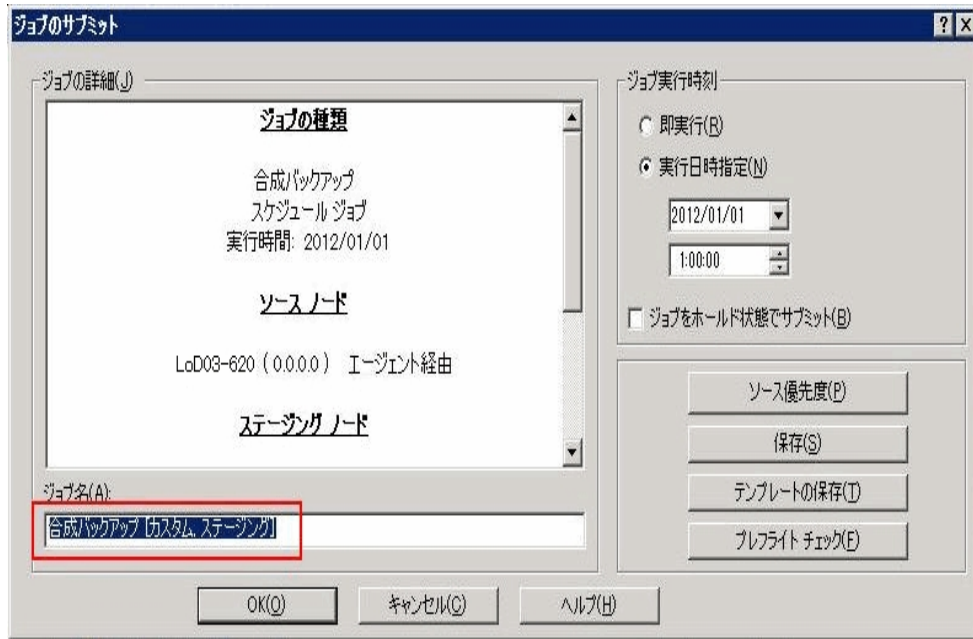 ジョブのサブミット
ジョブの詳細(J)
ジョブの種類
合成バックアップ
スケジュール ジョブ
実行時間: 2012/01/01
ソース ノード
LoD03-620 ( 0.0.0.0 ) エージェント経由
ステージング ノード
ジョブ名(A):
合成バックアップ [カスタム, ステージング]
ジョブ実行時刻
即実行(R)
実行日時指定(N)
2012/01/01
1:00:00
ジョブをホールド状態でサブミット(B)
ソース優先度(P)
保存(S)
テンプレートの保存(T)
プレフライト チェック(F)
OK(O)
キャンセル(C)
ヘルプ(H)